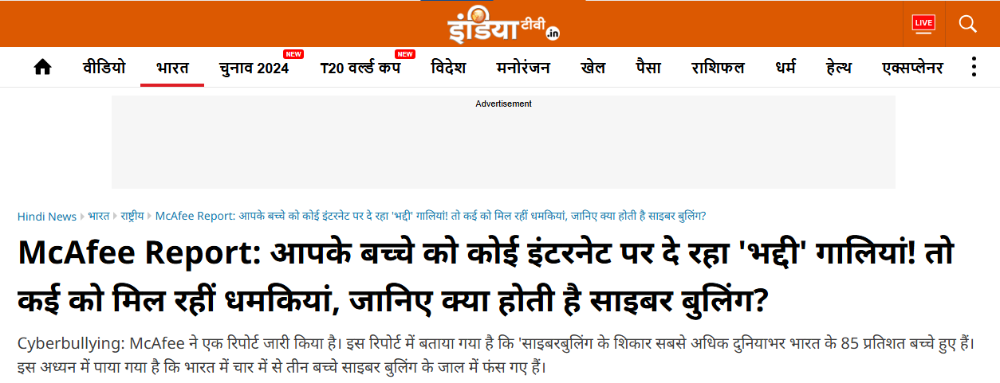 इंडिया टीवी .in
LIVE
वीडियो भारत चुनाव 2024 NEW T20 वर्ल्ड कप NEW विदेश मनोरंजन खेल पैसा राशिफल धर्म हेल्थ एक्सप्लेनर
Advertisement
Hindi News भारत राष्ट्रीय McAfee Report: आपके बच्चे को कोई इंटरनेट पर दे रहा 'भद्दी' गालियां! तो कई को मिल रहीं धमकियां, जानिए क्या होती है साइबर बुलिंग?
McAfee Report: आपके बच्चे को कोई इंटरनेट पर दे रहा 'भद्दी' गालियां! तो
कई को मिल रहीं धमकियां, जानिए क्या होती है साइबर बुलिंग?
Cyberbullying: McAfee ने एक रिपोर्ट जारी किया है। इस रिपोर्ट में बताया गया है कि 'साइबरबुलिंग के शिकार सबसे अधिक दुनियाभर भारत के 85 प्रतिशत बच्चे हुए हैं।
इस अध्यन में पाया गया है कि भारत में चार में से तीन बच्चे साइबर बुलिंग के जाल में फंस गए हैं।